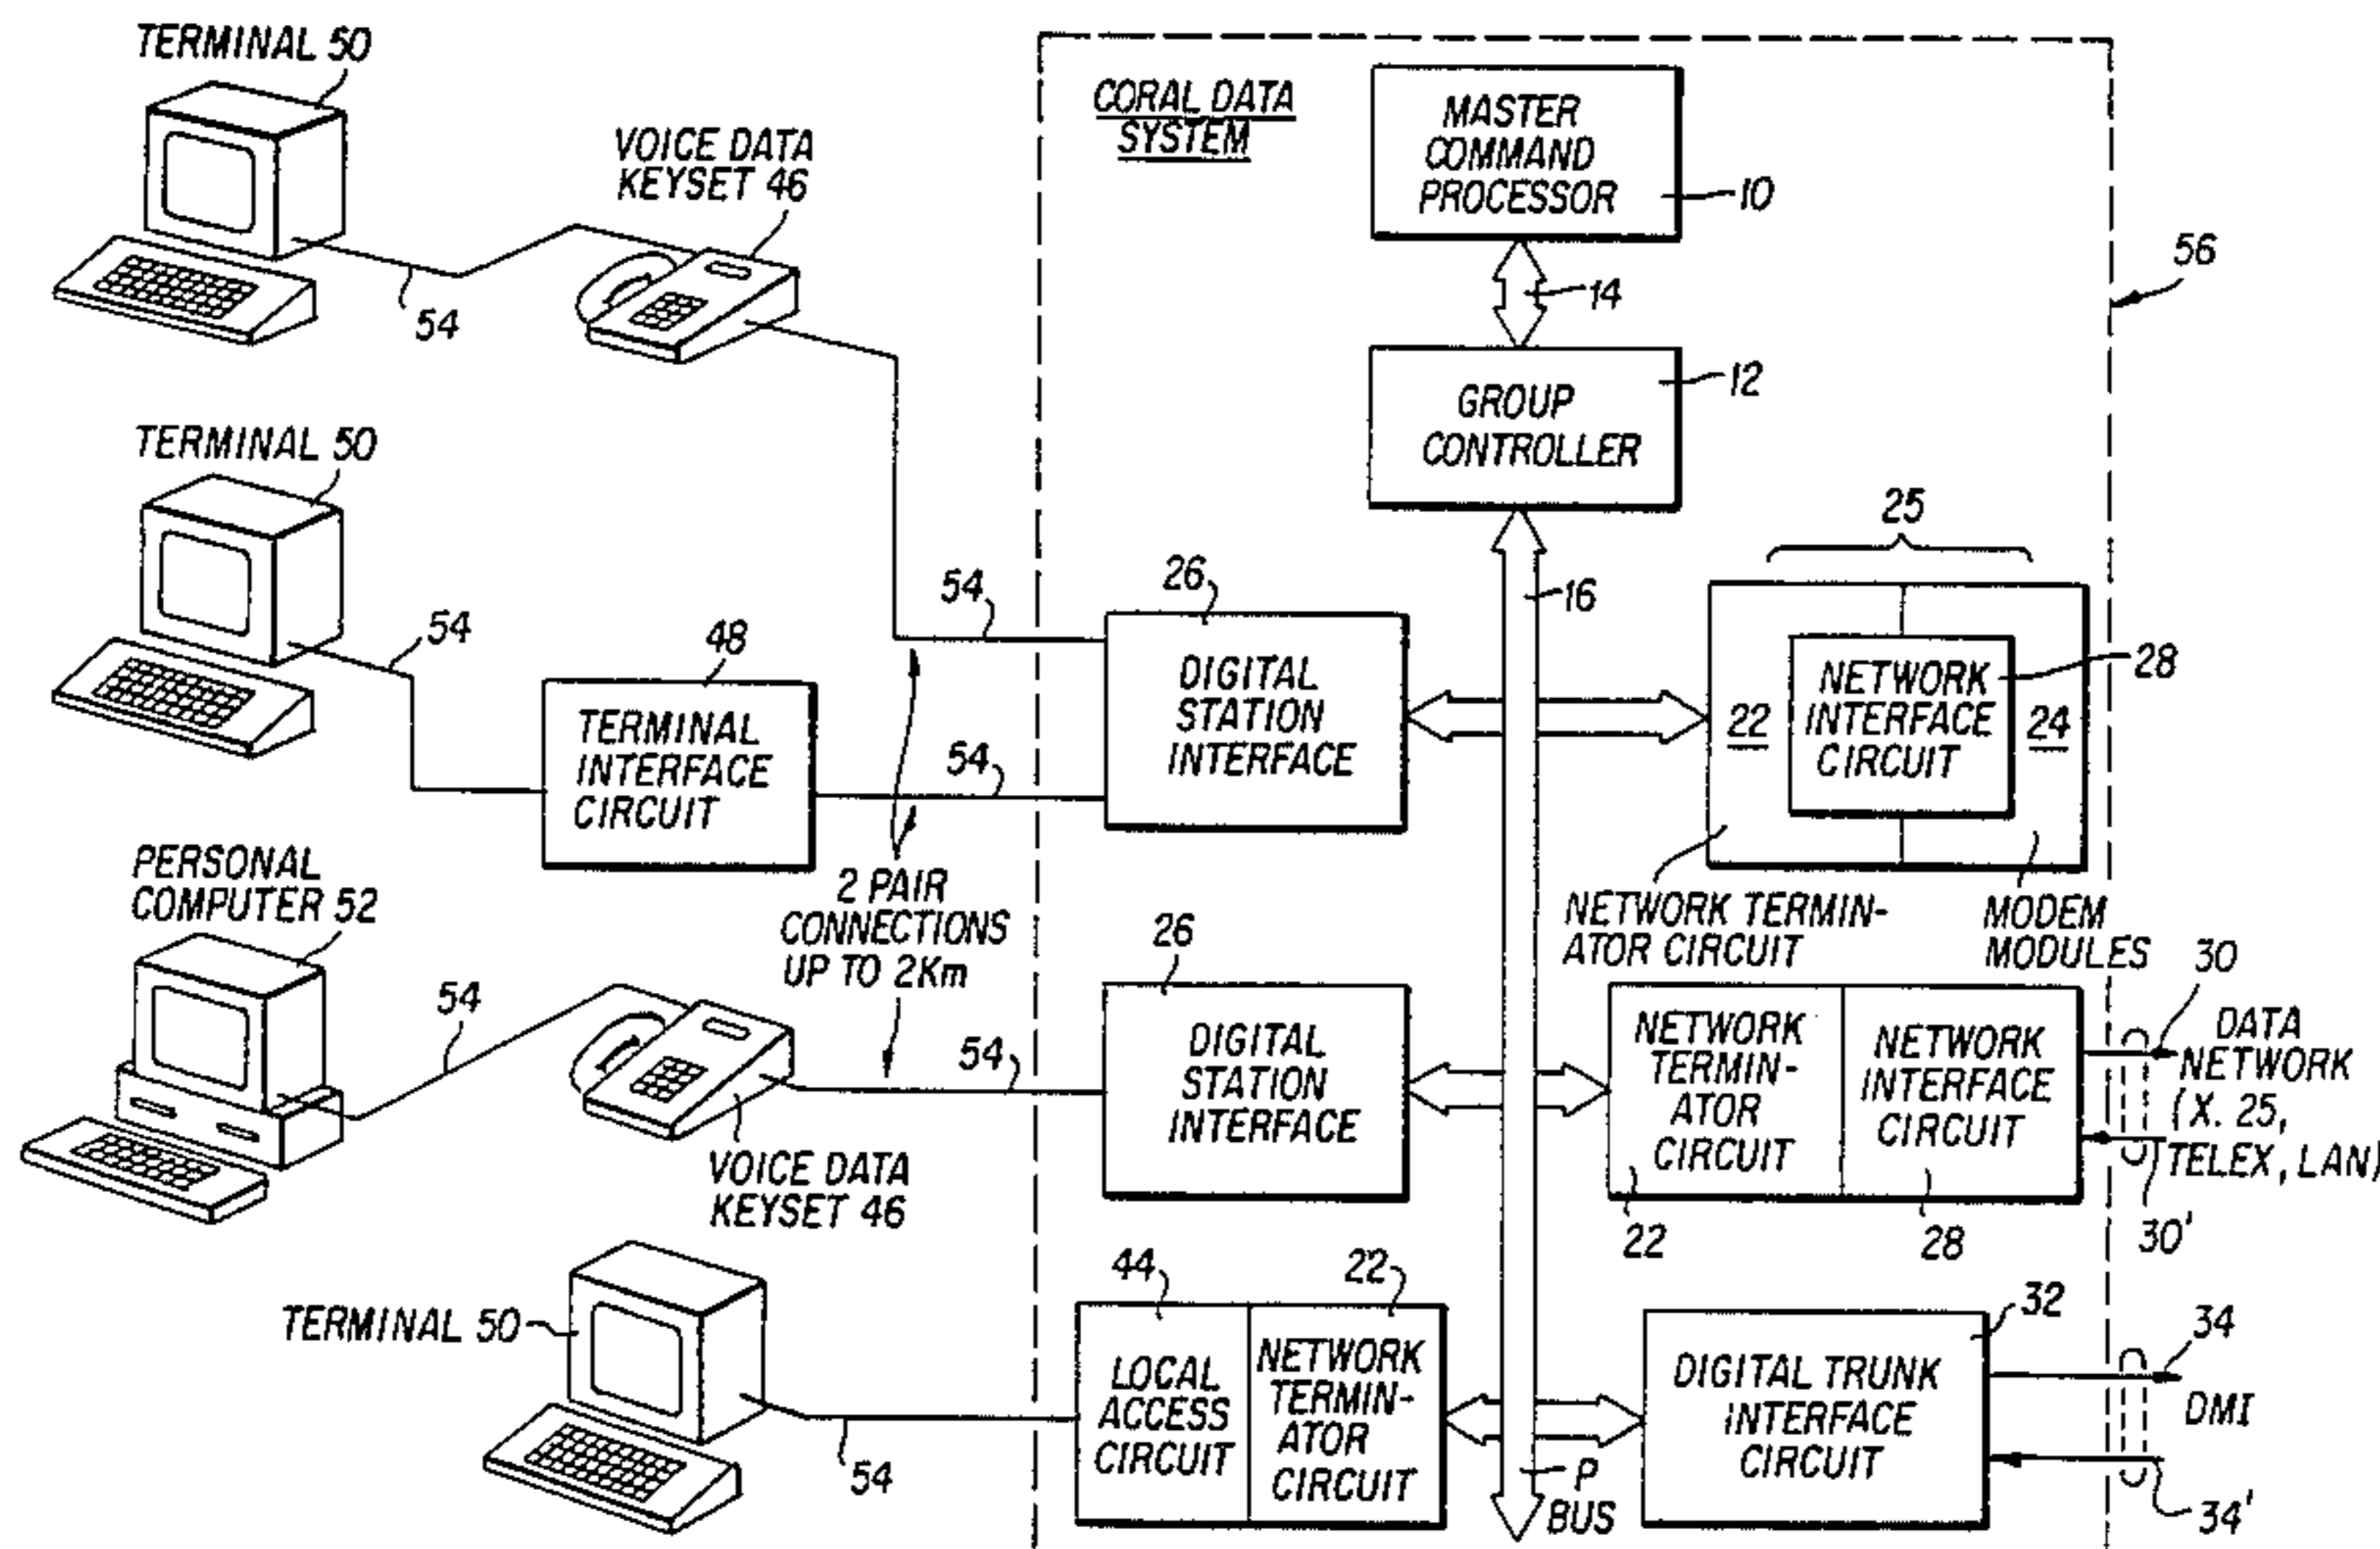 TERMINAL 50
54
VOICE DATA
KEYSET 46
CORAL DATA
SYSTEM
MASTER
COMMAND
PROCESSOR
10
14
56
GROUP
CONTROLLER
12
TERMINAL 50
54
48
TERMINAL
INTERFACE
CIRCUIT
54
54
26
DIGITAL
STATION
INTERFACE
16
25
22
NETWORK
INTERFACE
CIRCUIT
24
28
NETWORK TERMIN-
ATOR CIRCUIT
MODEM
MODULES
2 PAIR
CONNECTIONS
UP TO 2Km
PERSONAL
COMPUTER 52
54
VOICE DATA
KEYSET 46
54
26
DIGITAL
STATION
INTERFACE
NETWORK
TERMIN-
ATOR
CIRCUIT
22
NETWORK
INTERFACE
CIRCUIT
28
30
DATA
NETWORK
(X. 25,
TELEX, LAN)
30'
TERMINAL 50
54
44
LOCAL
ACCESS
CIRCUIT
22
NETWORK
TERMIN-
ATOR
CIRCUIT
P
BUS
32
DIGITAL TRUNK
INTERFACE
CIRCUIT
34
DMI
34'